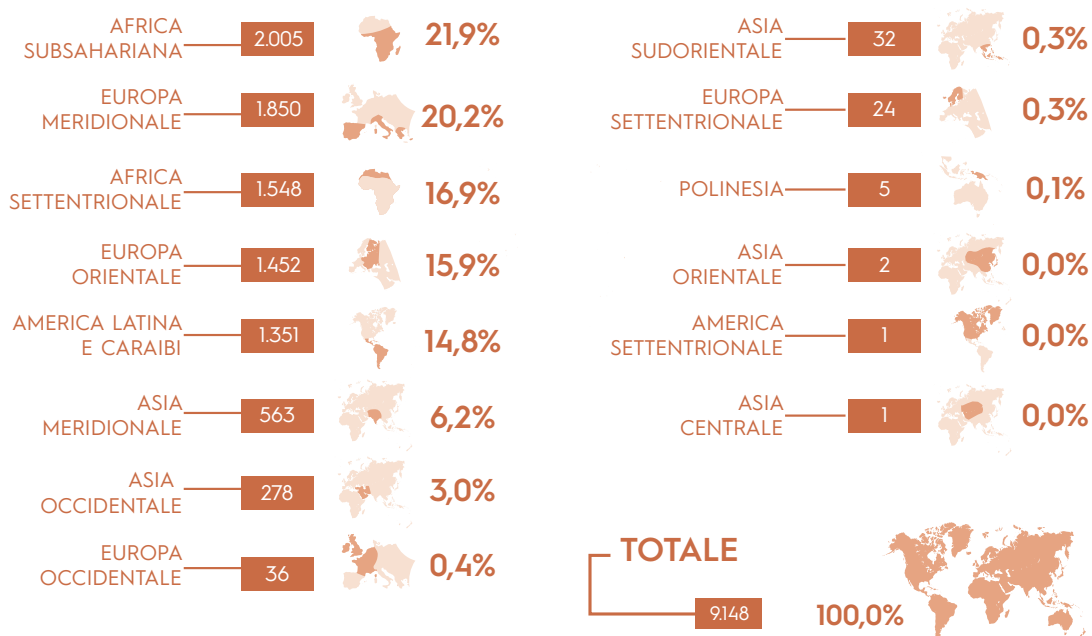 AFRICA
SUBSAHARIANA
2.005
21,9%
EUROPA
MERIDIONALE
1.850
20,2%
AFRICA
SETTENTRIONALE
1.548
16,9%
EUROPA
ORIENTALE
1.452
15,9%
AMERICA LATINA
E CARAIBI
1.351
14,8%
ASIA
MERIDIONALE
563
6,2%
ASIA
OCCIDENTALE
278
3,0%
EUROPA
OCCIDENTALE
36
0,4%
ASIA
SUDORIENTALE
32
0,3%
EUROPA
SETTENTRIONALE
24
0,3%
POLINESIA
5
0,1%
ASIA
ORIENTALE
2
0,0%
AMERICA
SETTENTRIONALE
1
0,0%
ASIA
CENTRALE
1
0,0%
TOTALE
9.148
100,0%